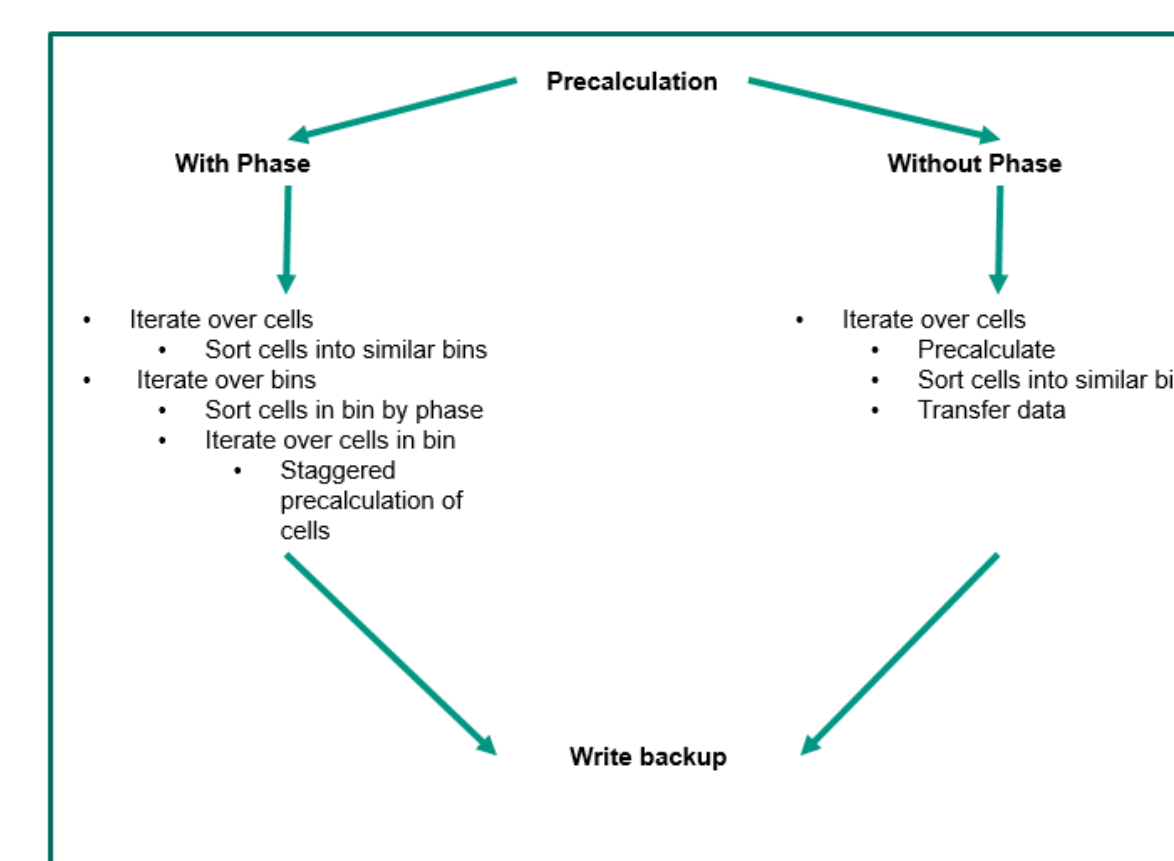 Precalculation
With Phase
Without Phase
• Iterate over cells
• Sort cells into similar bins
• Iterate over bins
• Sort cells in bin by phase
• Iterate over cells in bin
• Staggered
precalculation of
cells
• Iterate over cells
• Precalculate
• Sort cells into similar
• Transfer data
Write backup